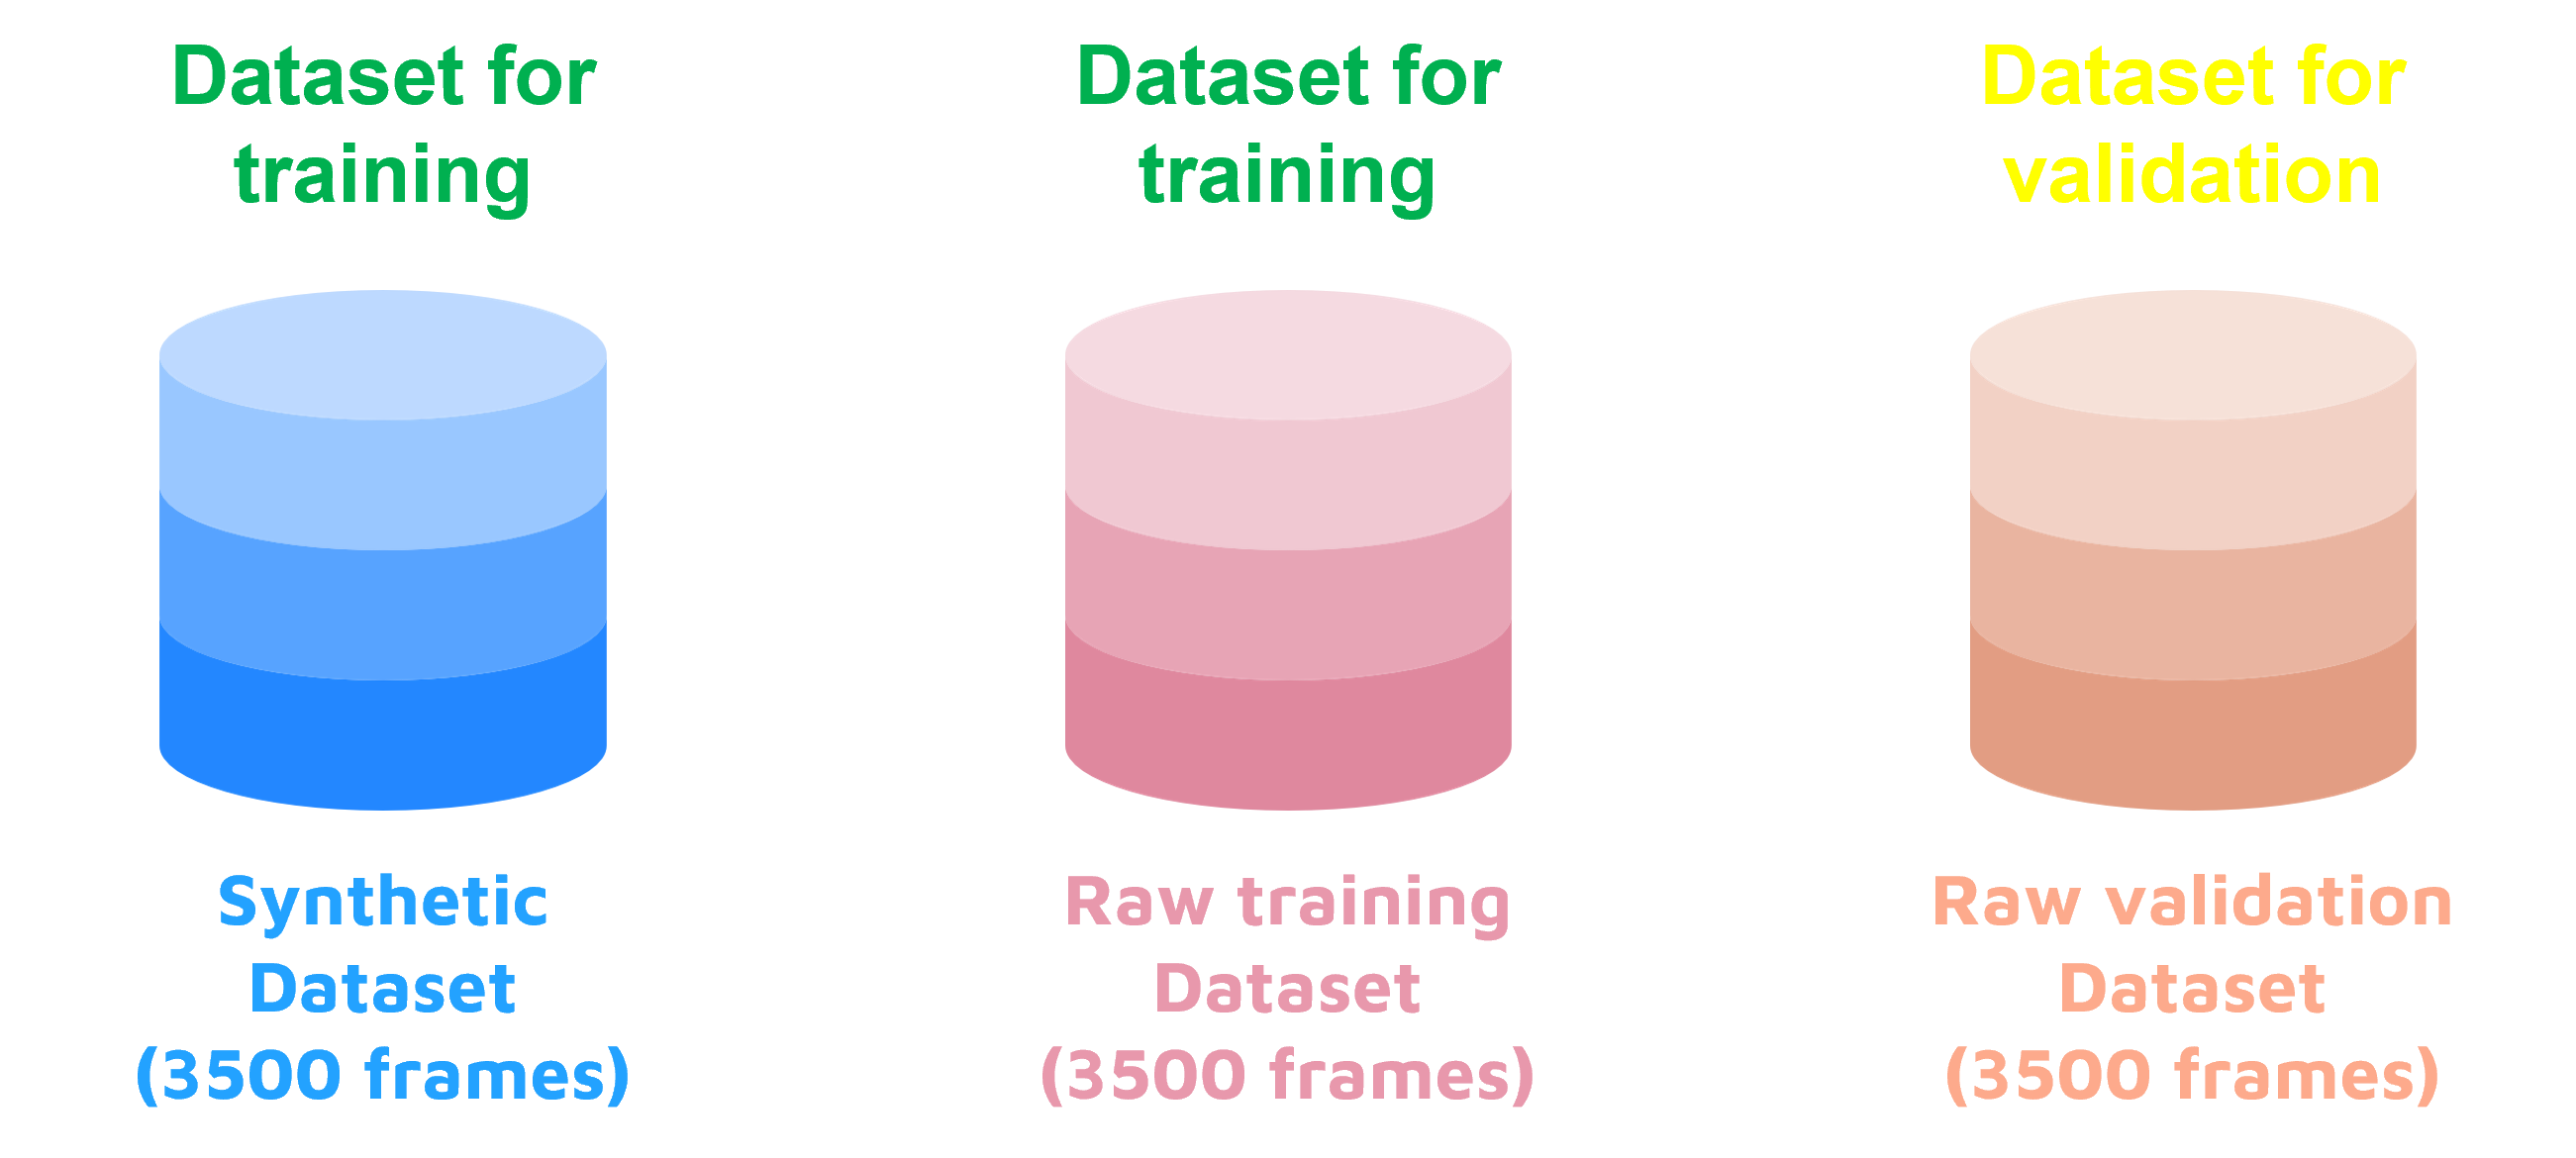 Dataset for
training
Dataset for
training
Dataset for
validation
Synthetic
Dataset
(3500 frames)
Raw training
Dataset
(3500 frames)
Raw validation
Dataset
(3500 frames)